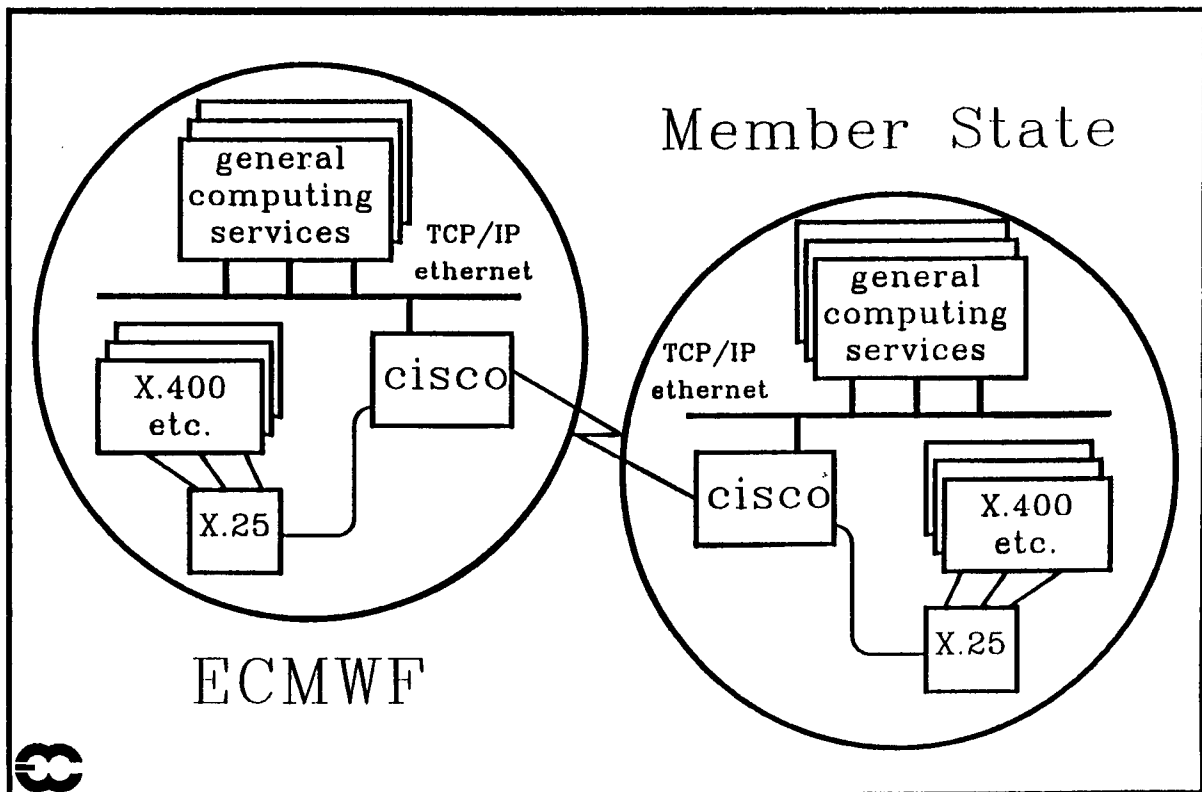 Member State
general
computing
services
TCP/IP
ethernet
cisco
X.400
etc.
X.25
ECMWF
general
computing
services
TCP/IP
ethernet
cisco
X.400
etc.
X.25